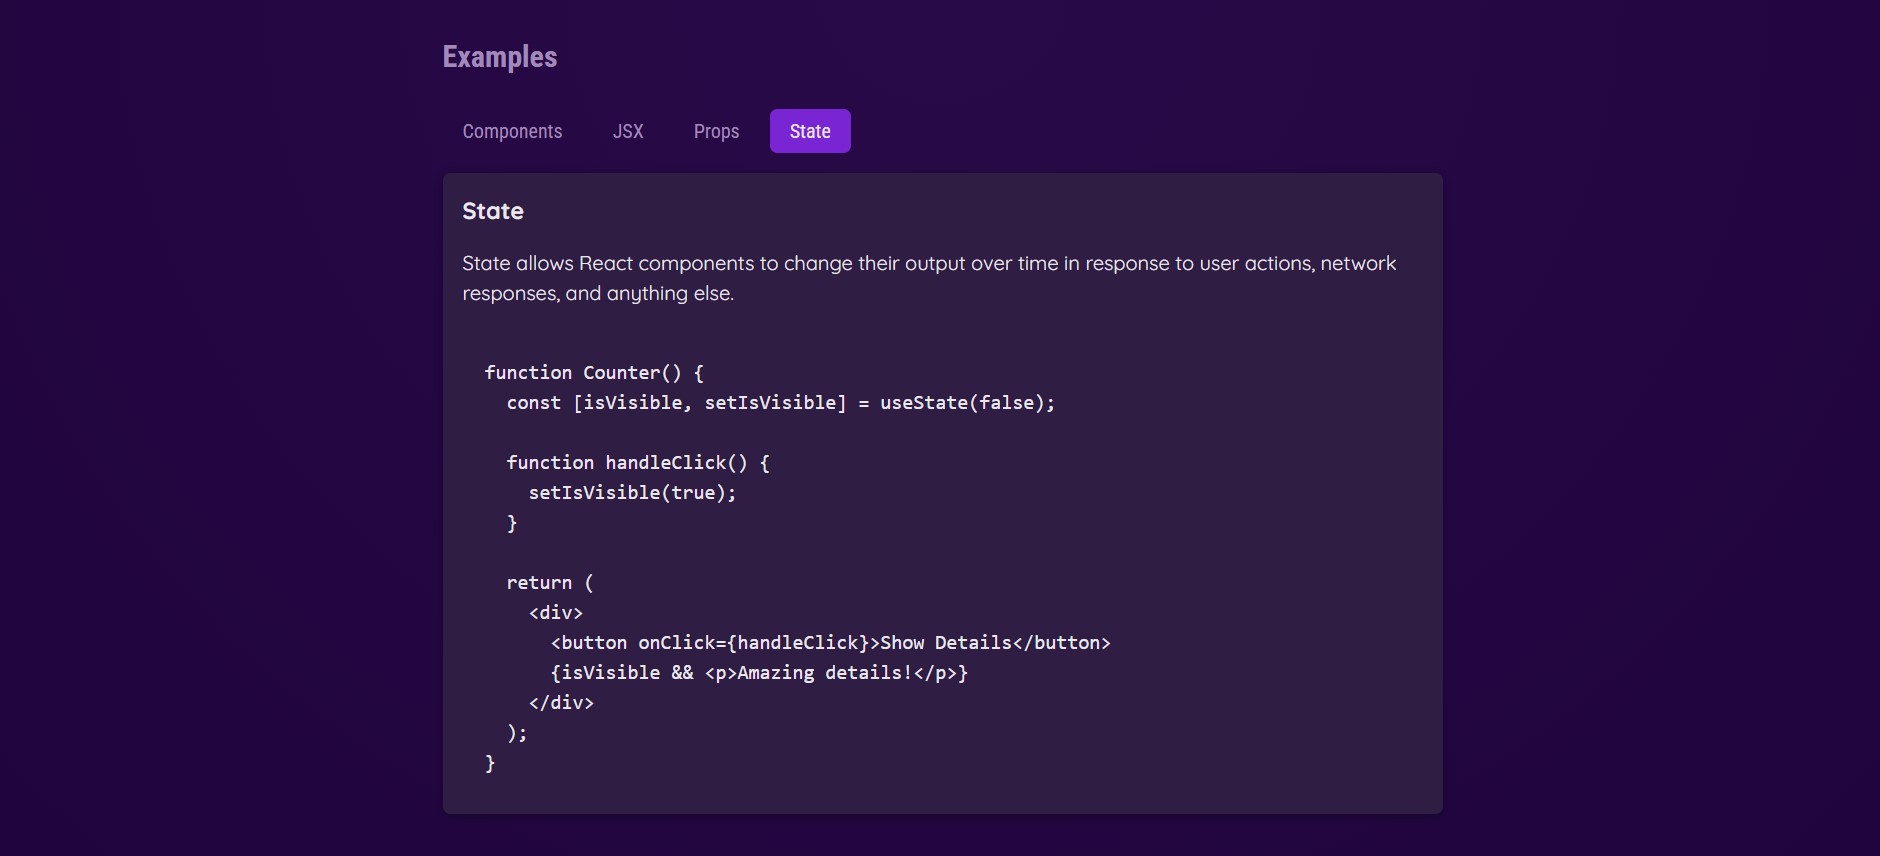 Examples
Components JSX Props State
State
State allows React components to change their output over time in response to user actions, network
responses, and anything else.
function Counter() {
  const [isVisible, setIsVisible] = useState(false);

  function handleClick() {
    setIsVisible(true);
  }

  return (
    <div>
      <button onClick={handleClick}>Show Details</button>
      {isVisible && <p>Amazing details!</p>}
    </div>
  );
}